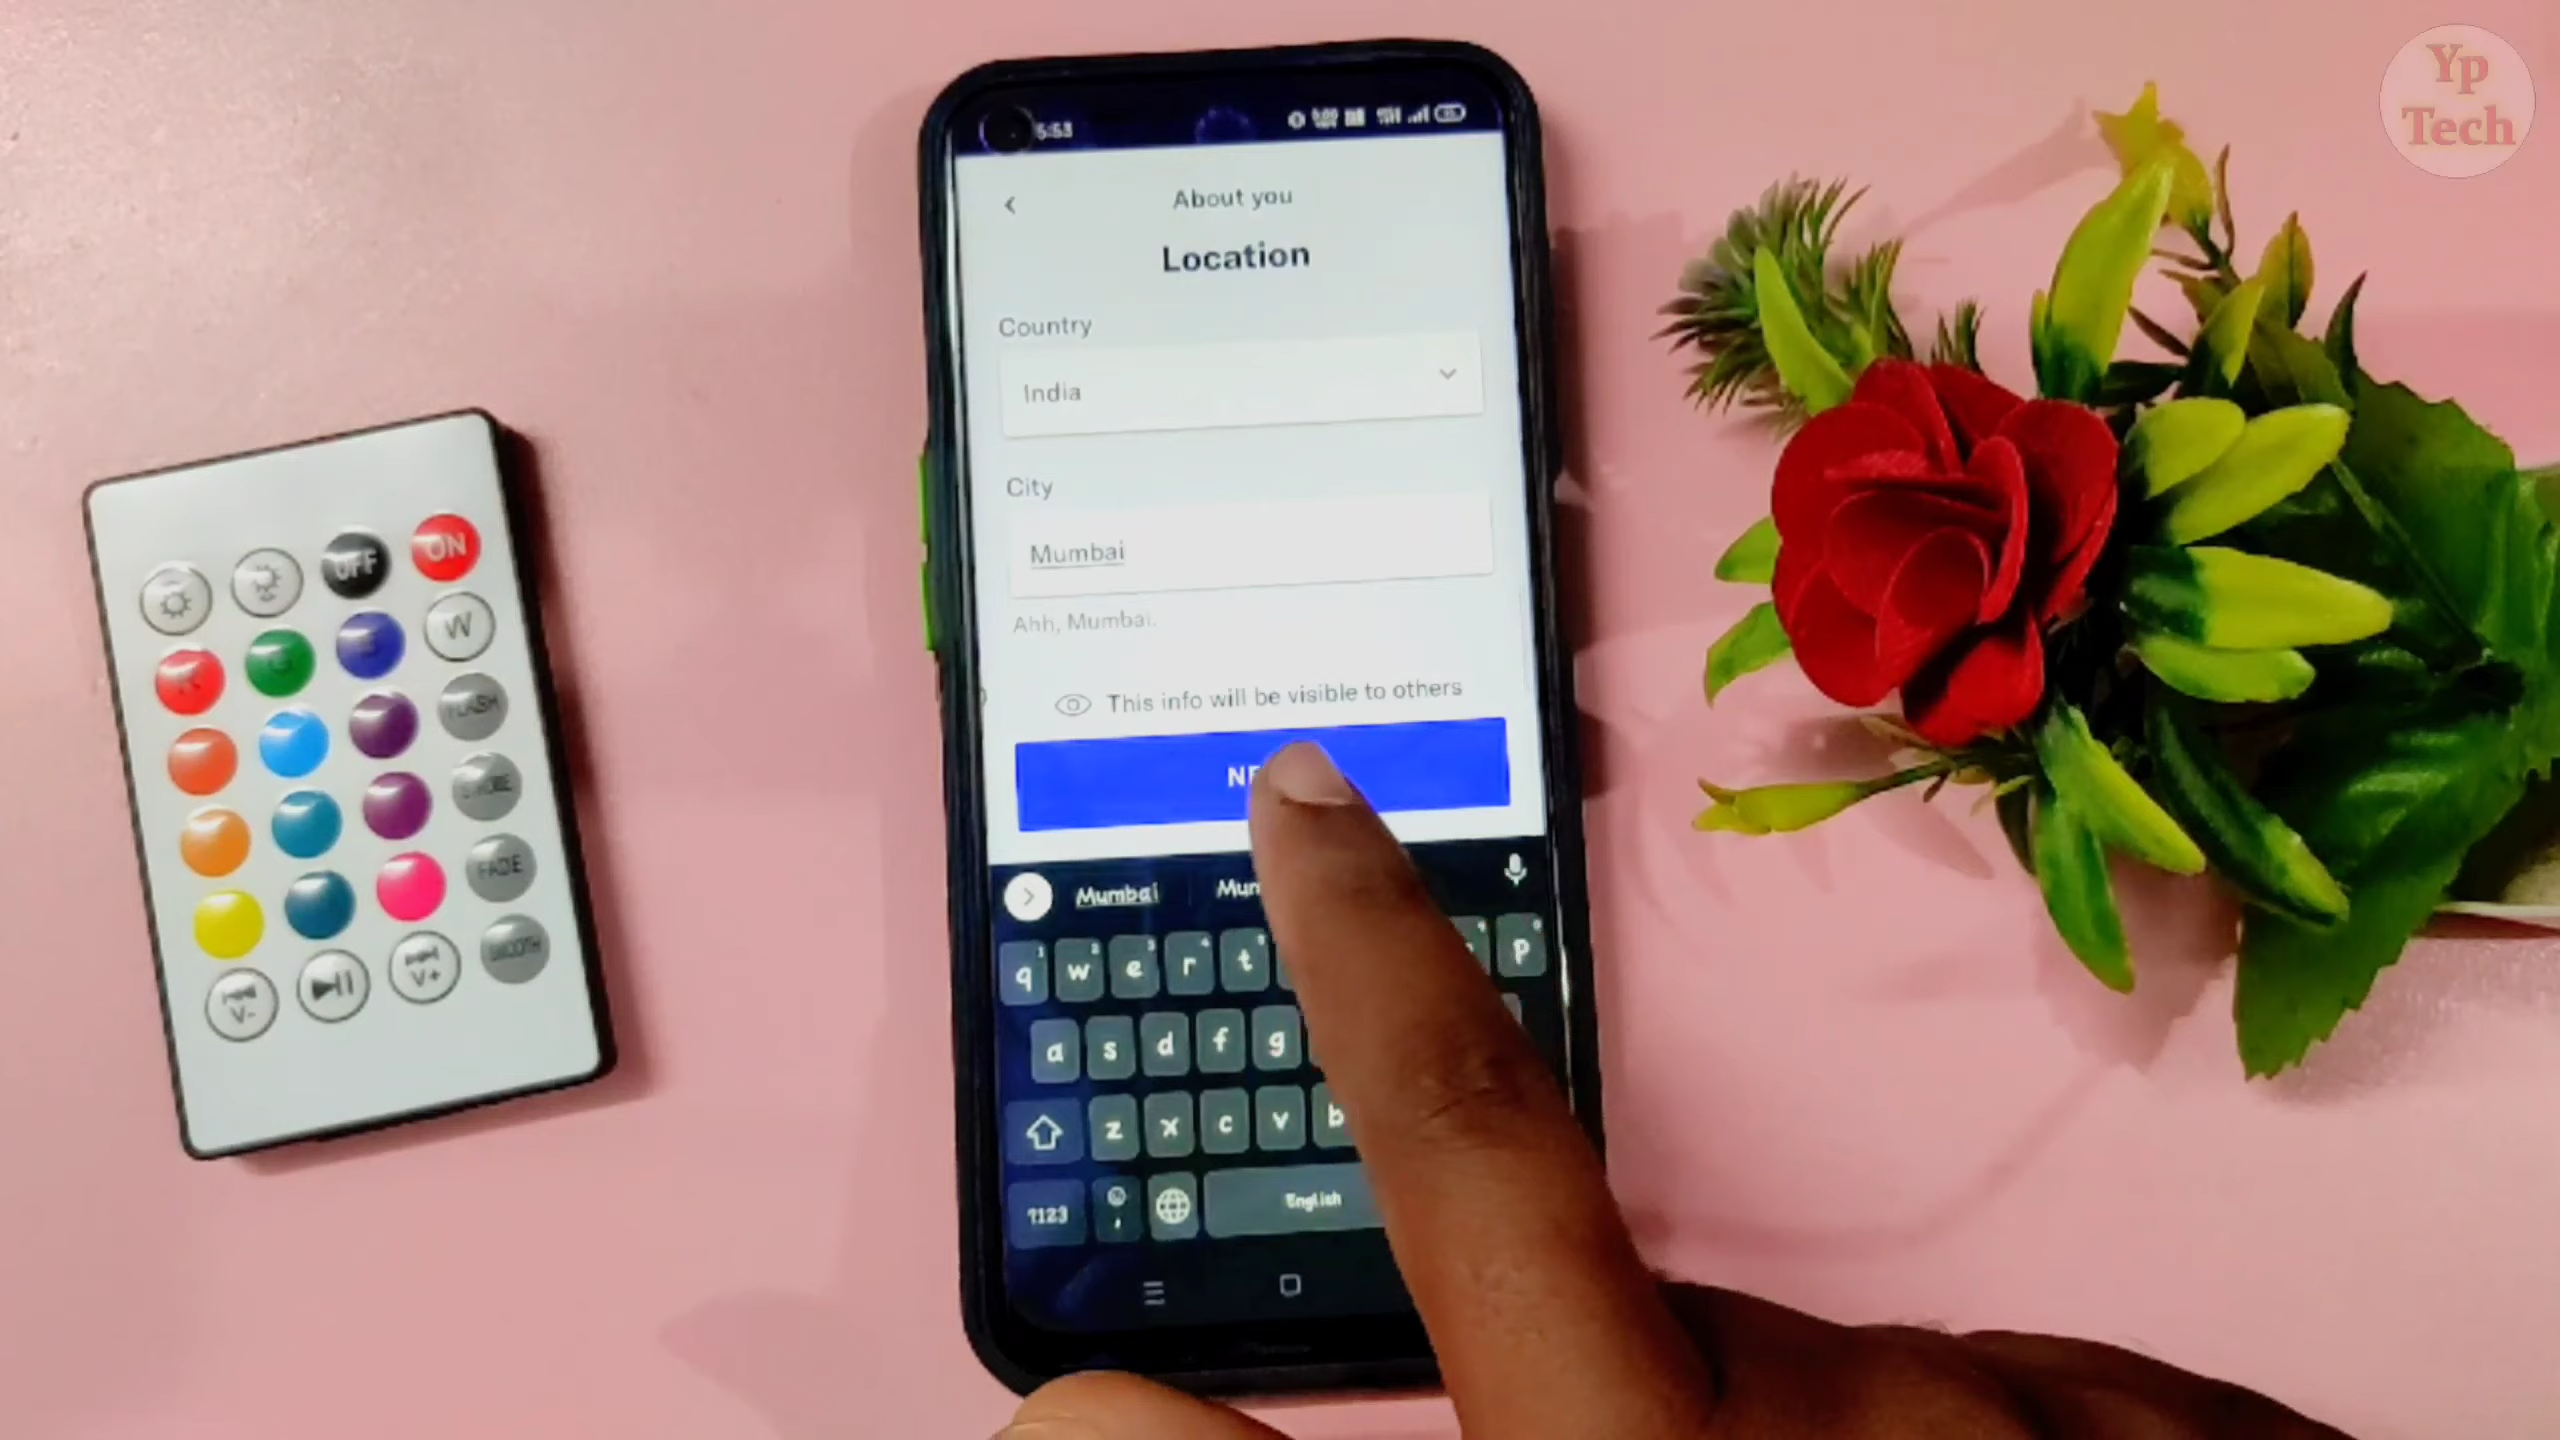 Yp
Tech
5:53
About you
Location
Country
India
City
Mumbai
Ahh, Mumbai.
This info will be visible to others
Mumbai
q w e r t p
a s d f g
z x c v b
?123
English
OFF ON
W
FLASH
FADE
SMOOTH
V- V+